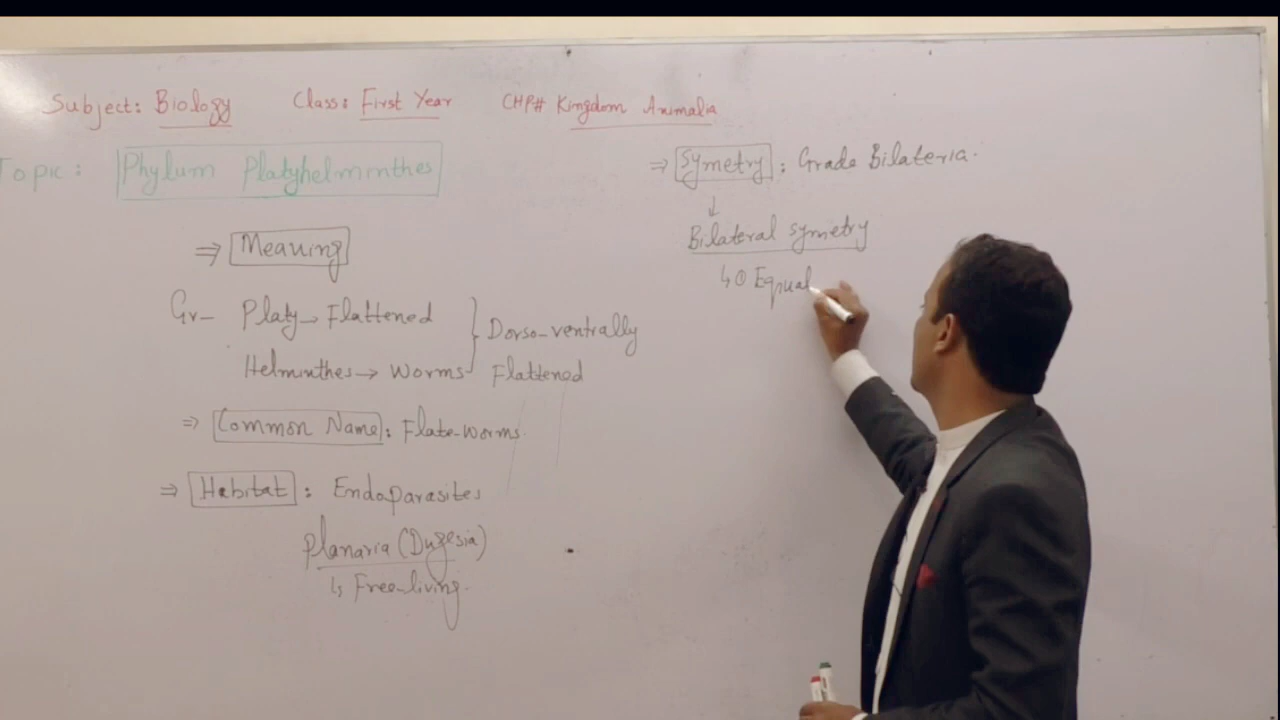 Subject: Biology Class: First Year CHP# Kingdom Animalia
Topic: Phylum Platyhelminthes
⇒ Meaning
Gr- Platy → Flattened
Helminthes → Worms
Dorso-ventrally
Flattened
⇒ Common Name: Flate-worms.
⇒ Habitat: Endoparasites
Planaria (Dugesia)
↳ Free-living.
⇒ Symetry: Grade Bilateria.
↓
Bilateral Symetry
↳ ① Equal